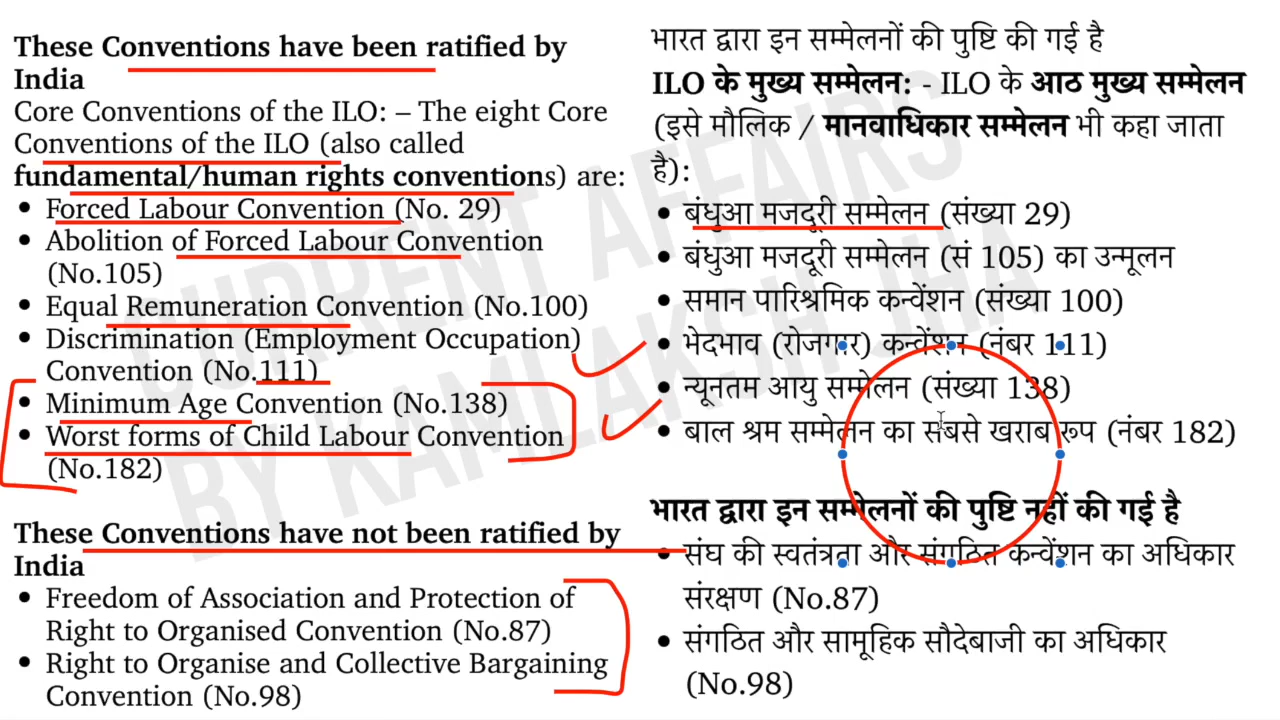 These Conventions have been ratified by
India
Core Conventions of the ILO: – The eight Core
Conventions of the ILO (also called
fundamental/human rights conventions) are:
• Forced Labour Convention (No. 29)
• Abolition of Forced Labour Convention
(No.105)
• Equal Remuneration Convention (No.100)
• Discrimination (Employment Occupation)
Convention (No.111)
• Minimum Age Convention (No.138)
• Worst forms of Child Labour Convention
(No.182)
These Conventions have not been ratified by
India
• Freedom of Association and Protection of
Right to Organised Convention (No.87)
• Right to Organise and Collective Bargaining
Convention (No.98)
भारत द्वारा इन सम्मेलनों की पुष्टि की गई है
ILO के मुख्य सम्मेलन: - ILO के आठ मुख्य सम्मेलन
(इसे मौलिक / मानवाधिकार सम्मेलन भी कहा जाता
है):
• बंधुआ मजदूरी सम्मेलन (संख्या 29)
• बंधुआ मजदूरी सम्मेलन (सं 105) का उन्मूलन
• समान पारिश्रमिक कन्वेंशन (संख्या 100)
• भेदभाव (रोजगार) कन्वेंशन (नंबर 111)
• न्यूनतम आयु सम्मेलन (संख्या 138)
• बाल श्रम सम्मेलन का सबसे खराब रूप (नंबर 182)
भारत द्वारा इन सम्मेलनों की पुष्टि नहीं की गई है
• संघ की स्वतंत्रता और संगठित कन्वेंशन का अधिकार
संरक्षण (No.87)
• संगठित और सामूहिक सौदेबाजी का अधिकार
(No.98)
CURRENT AFFAIRS
BY KAMLAKSH JHA